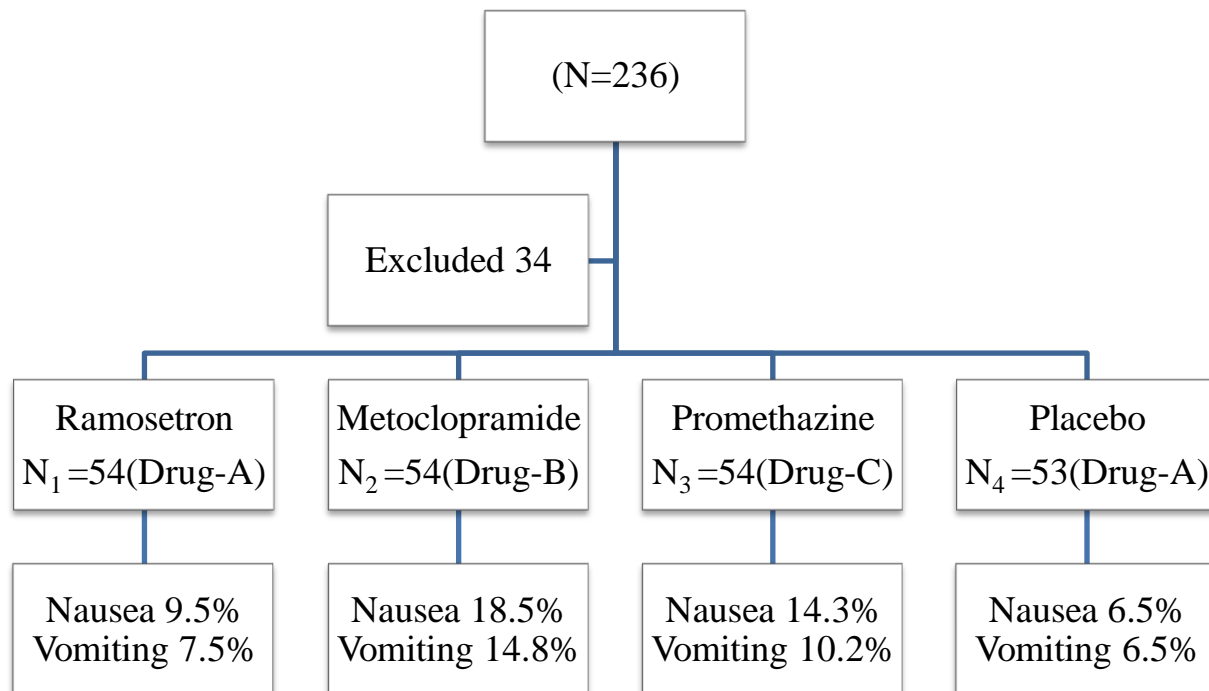 (N=236)
Excluded 34
Ramosetron
N₁ =54(Drug-A)
Metoclopramide
N₂ =54(Drug-B)
Promethazine
N₃ =54(Drug-C)
Placebo
N₄ =53(Drug-A)
Nausea 9.5%
Vomiting 7.5%
Nausea 18.5%
Vomiting 14.8%
Nausea 14.3%
Vomiting 10.2%
Nausea 6.5%
Vomiting 6.5%